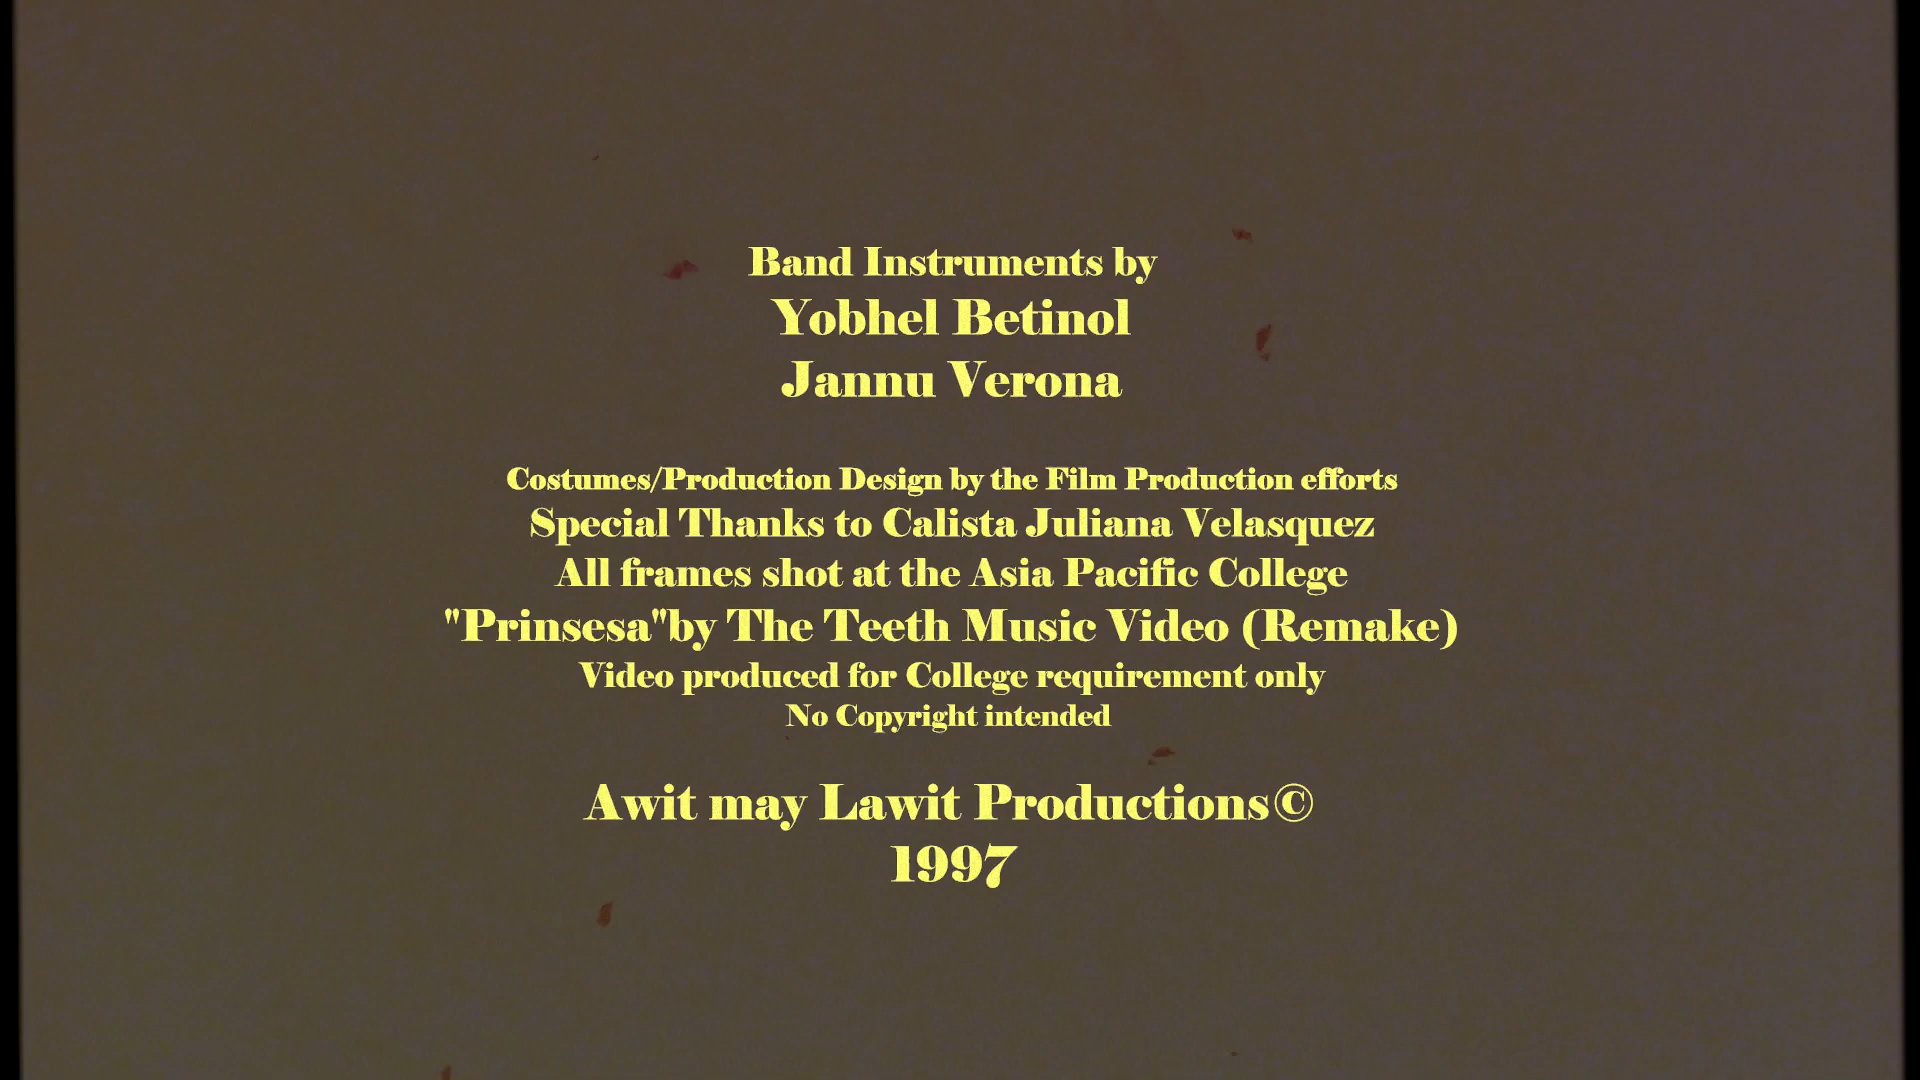 Band Instruments by
Yobhel Betinol
Jannu Verona
Costumes/Production Design by the Film Production efforts
Special Thanks to Calista Juliana Velasquez
All frames shot at the Asia Pacific College
"Prinsesa"by The Teeth Music Video (Remake)
Video produced for College requirement only
No Copyright intended
Awit may Lawit Productions©
1997